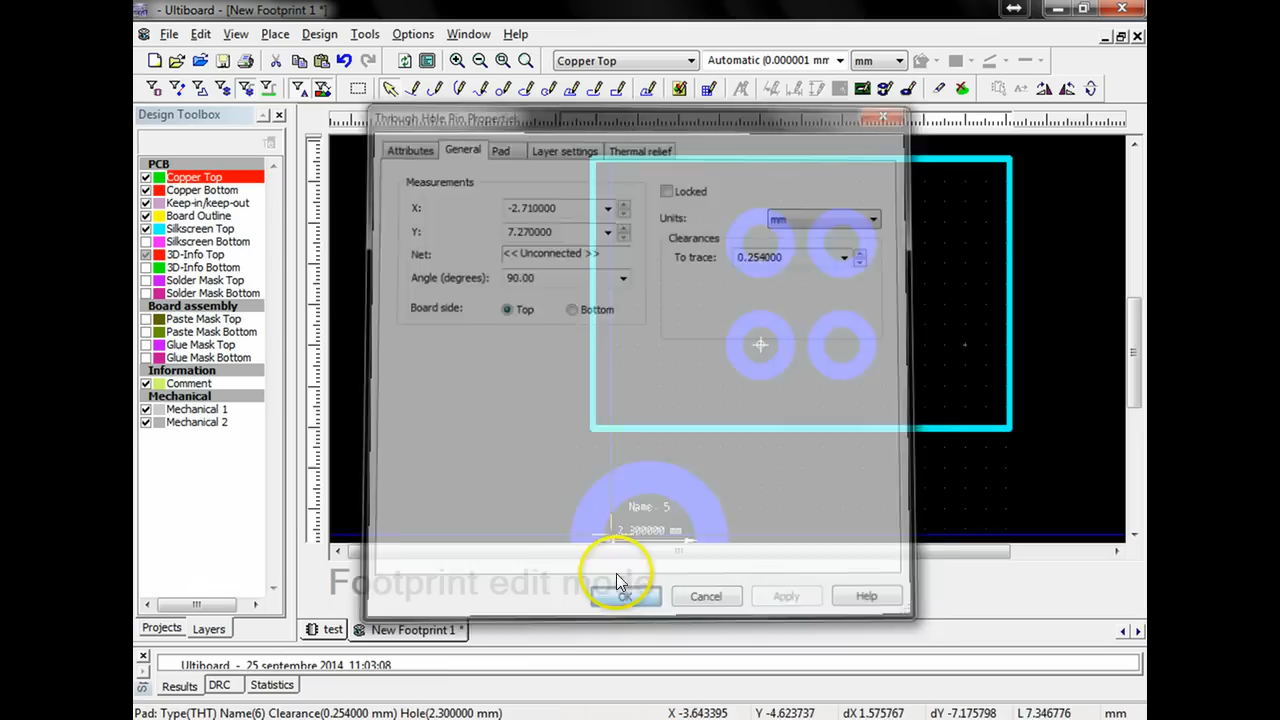 - Ultiboard - [New Footprint 1 *]
File Edit View Place Design Tools Options Window Help
Copper Top Automatic (0.000001 mm mm
Design Toolbox
PCB
Copper Top
Copper Bottom
Keep-in/keep-out
Board Outline
Silkscreen Top
Silkscreen Bottom
3D-Info Top
3D-Info Bottom
Solder Mask Top
Solder Mask Bottom
Board assembly
Paste Mask Top
Paste Mask Bottom
Glue Mask Top
Glue Mask Bottom
Information
Comment
Mechanical
Mechanical 1
Mechanical 2
Projects Layers
Through Hole Pin Properties
Attributes General Pad Layer settings Thermal relief
Measurements
X: -2.710000
Y: 7.270000
Net: << Unconnected >>
Angle (degrees): 90.00
Board side: Top Bottom
Locked
Units: mm
Clearances
To trace: 0.254000
Name 5
2.300000 mm
Footprint edit mode
OK Cancel Apply Help
test New Footprint 1 *
Ultiboard - 25 septembre 2014 11:03:08
Results DRC Statistics
Pad: Type(THT) Name(6) Clearance(0.254000 mm) Hole(2.300000 mm) X -3.643395 Y -4.623737 dX 1.575767 dY -7.175798 L 7.346776 mm